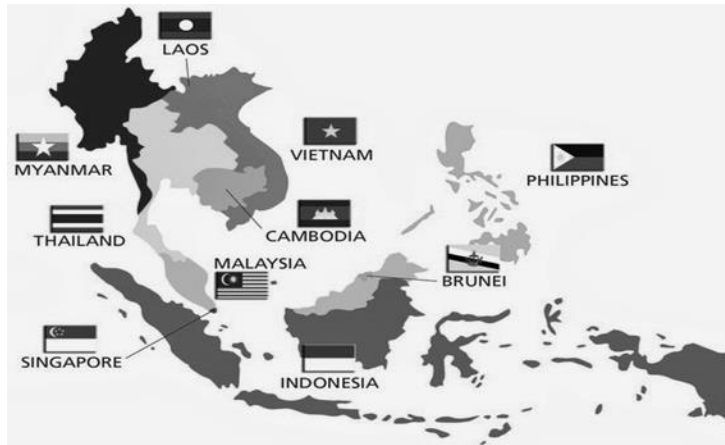 LAOS
MYANMAR
VIETNAM
PHILIPPINES
THAILAND
CAMBODIA
MALAYSIA
BRUNEI
SINGAPORE
INDONESIA